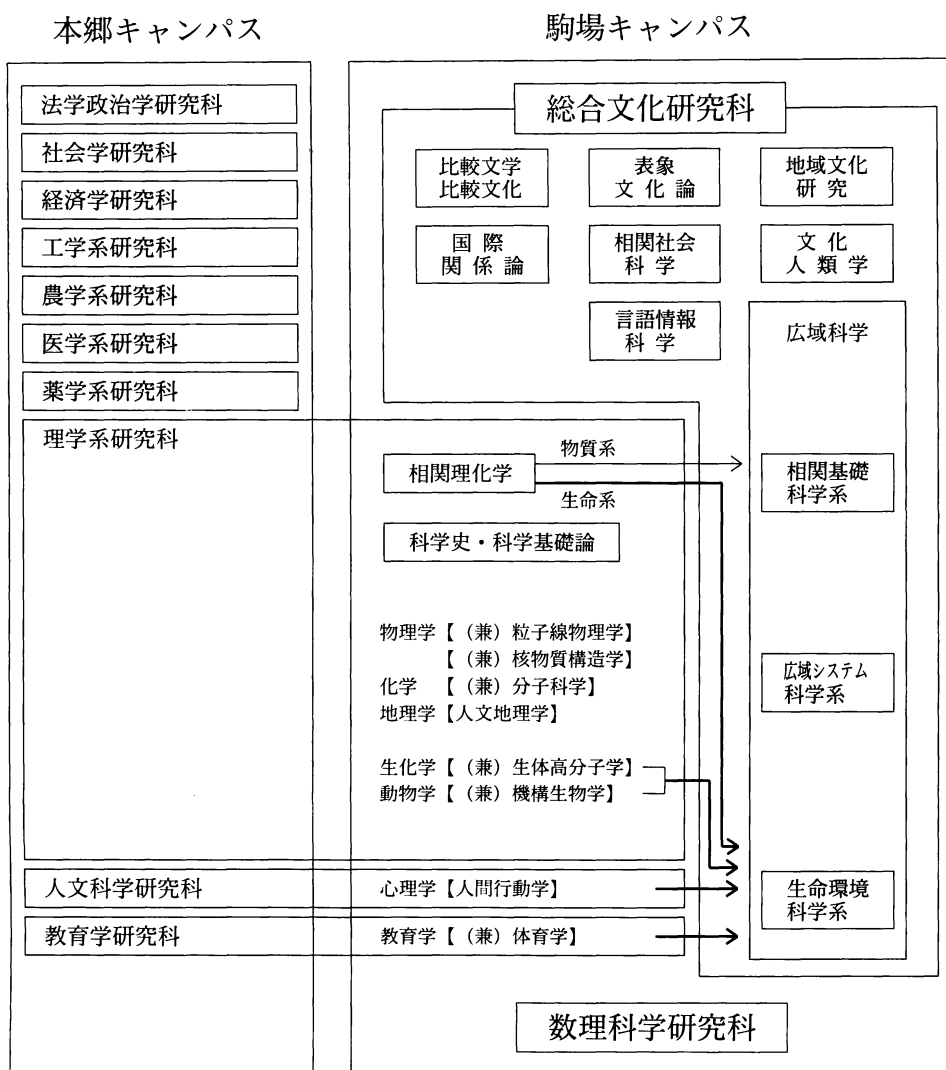 本郷キャンパス
駒場キャンパス
法学政治学研究科
社会学研究科
経済学研究科
工学系研究科
農学系研究科
医学系研究科
薬学系研究科
理学系研究科
総合文化研究科
比較文学
比較文化
表象
文化論
地域文化
研究
国際
関係論
相関社会
科学
文化
人類学
言語情報
科学
広域科学
相関理化学
物質系
生命系
相関基礎
科学系
科学史・科学基礎論
物理学【(兼)粒子線物理学】
【(兼)核物質構造学】
化学 【(兼)分子科学】
地理学【人文地理学】
広域システム
科学系
生化学【(兼)生体高分子学】
動物学【(兼)機構生物学】
生命環境
科学系
人文科学研究科
心理学【人間行動学】
教育学研究科
教育学【(兼)体育学】
数理科学研究科